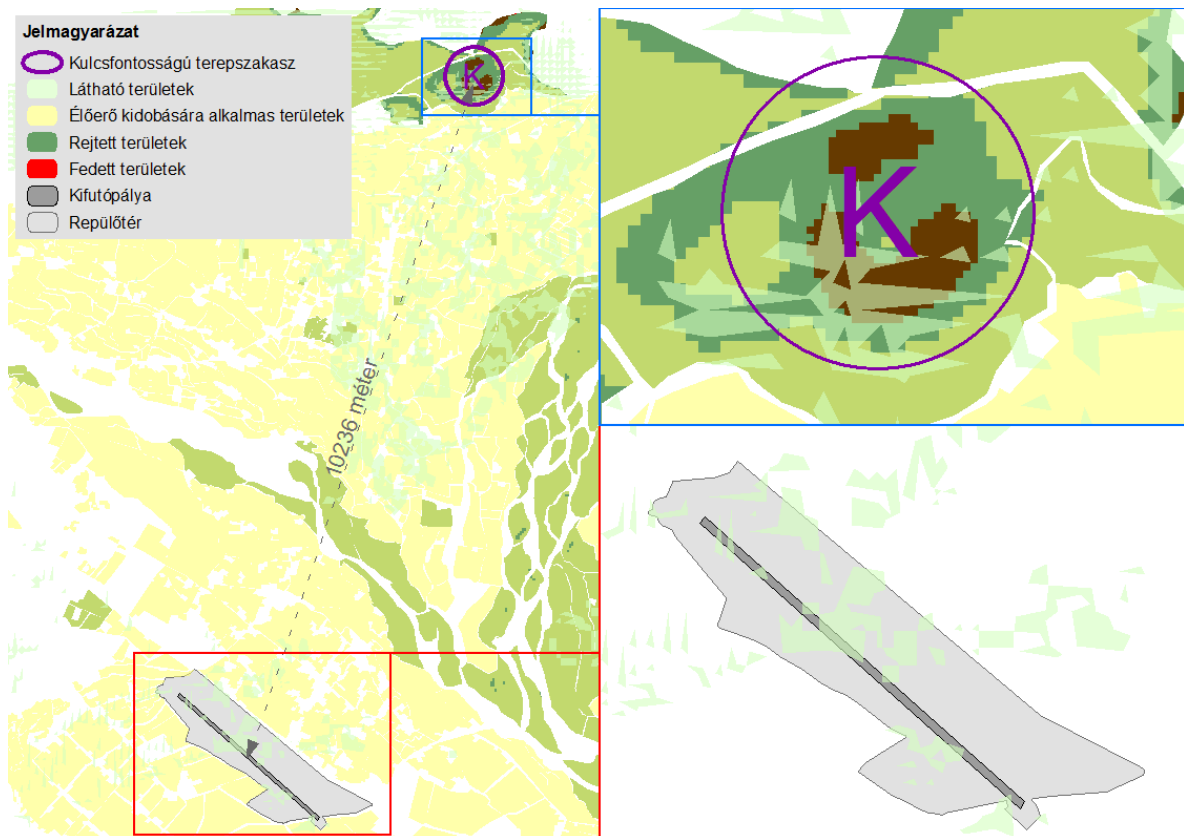 Jelmagyarázat
Kulcsfontosságú terepszakasz
Látható területek
Élőerő kidobására alkalmas területek
Rejtett területek
Fedett területek
Kifutópálya
Repülőtér
K
K
10236 méter